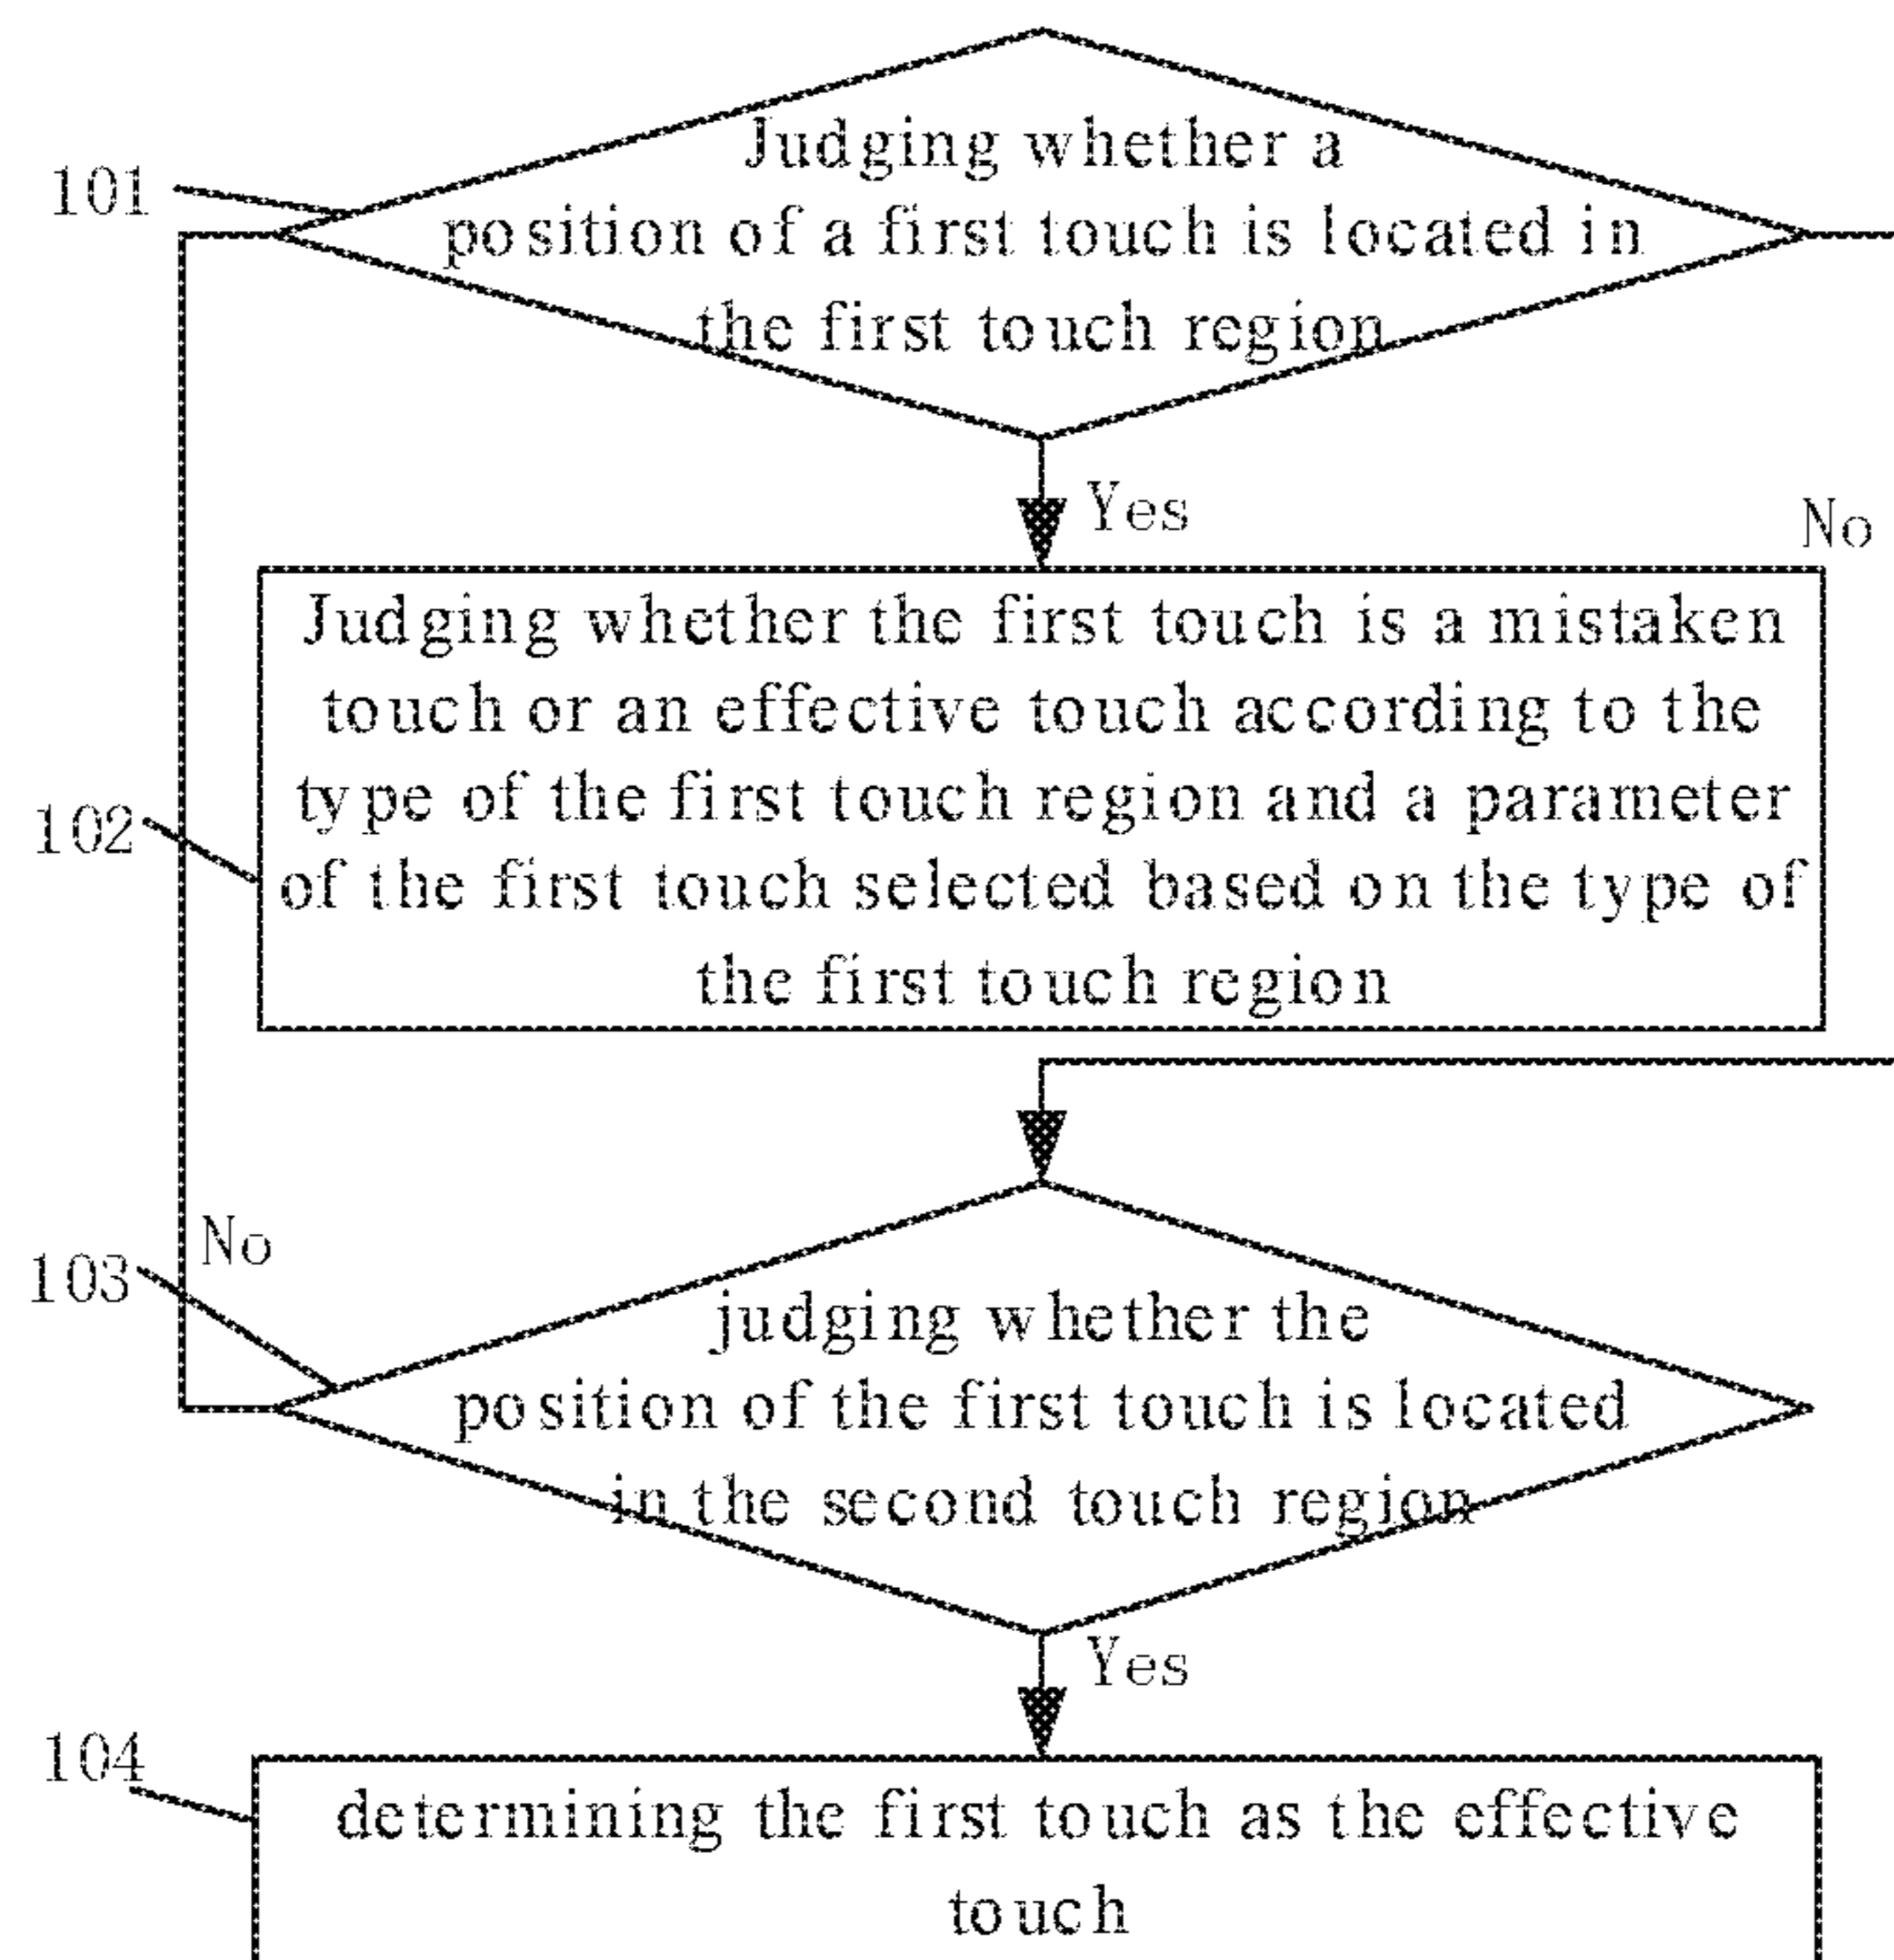 Judging whether a
101
position of a first touch is located in
the first touch region
Yes
No
Judging whether the first touch is a mistaken
touch or an effective touch according to the
type of the first touch region and a parameter
102
of the first touch selected based on the type of
the first touch region
No
103
judging whether the
position of the first touch is located
in the second touch region
Yes
104
determining the first touch as the effective
touch